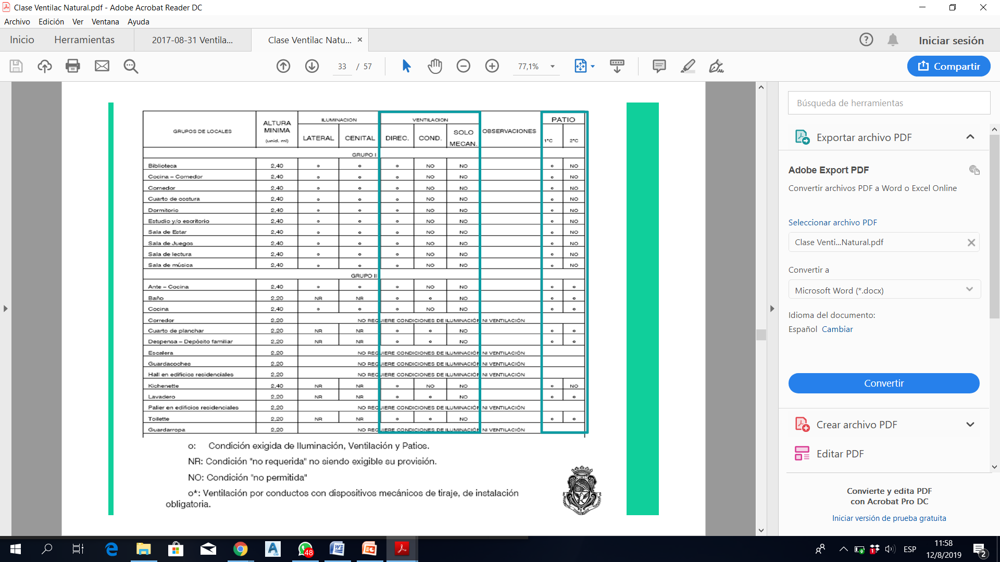 Clase Ventilac Natural.pdf - Adobe Acrobat Reader DC
Archivo Edición Ver Ventana Ayuda
Inicio Herramientas 2017-08-31 Ventila... Clase Ventilac Natu... × Iniciar sesión
33 / 57 77,1% Compartir
GRUPOS DE LOCALES ALTURA MINIMA (unid. ml) ILUMINACION LATERAL CENITAL VENTILACION DIREC. COND. SOLO MECAN. OBSERVACIONES PATIO 1°C 2°C
GRUPO I
Biblioteca 2,40 o o o NO NO o NO
Cocina – Comedor 2,40 o o o NO NO o NO
Comedor 2,40 o o o NO NO o NO
Cuarto de costura 2,40 o o o NO NO o NO
Dormitorio 2,40 o o o NO NO o NO
Estudio y/o escritorio 2,40 o o o NO NO o NO
Sala de Estar 2,40 o o o NO NO o NO
Sala de Juegos 2,40 o o o NO NO o NO
Sala de lectura 2,40 o o o NO NO o NO
Sala de música 2,40 o o o NO NO o NO
GRUPO II
Ante – Cocina 2,40 o o o NO NO o o
Baño 2,20 NR NR o o NO o o
Cocina 2,40 o o o NO NO o o
Corredor 2,20 NO REQUIERE CONDICIONES DE ILUMINACIÓN NI VENTILACIÓN
Cuarto de planchar 2,20 NR NR o o NO o o
Despensa – Depósito familiar 2,20 NR NR o o NO o o
Escalera 2,20 NO REQUIERE CONDICIONES DE ILUMINACIÓN NI VENTILACIÓN
Guardacoches 2,20 NO REQUIERE CONDICIONES DE ILUMINACIÓN NI VENTILACIÓN
Hall en edificios residenciales 2,20 NO REQUIERE CONDICIONES DE ILUMINACIÓN NI VENTILACIÓN
Kichenette 2,40 NR NR o NO NO o NO
Lavadero 2,20 NR NR o o NO o o
Palier en edificios residenciales 2,20 NO REQUIERE CONDICIONES DE ILUMINACIÓN NI VENTILACIÓN
Toilette 2,20 NR NR o o NO o o
Guardarropa 2,20 NO REQUIERE CONDICIONES DE ILUMINACIÓN NI VENTILACIÓN
o: Condición exigida de Iluminación, Ventilación y Patios.
NR: Condición "no requerida" no siendo exigible su provisión.
NO: Condición "no permitida"
o*: Ventilación por conductos con dispositivos mecánicos de tiraje, de instalación
obligatoria.
Búsqueda de herramientas
Exportar archivo PDF
Adobe Export PDF
Convertir archivos PDF a Word o Excel Online
Seleccionar archivo PDF
Clase Venti...Natural.pdf
Convertir a
Microsoft Word (*.docx)
Idioma del documento:
Español Cambiar
Convertir
Crear archivo PDF
Editar PDF
Convierte y edita PDF
con Acrobat Pro DC
Iniciar versión de prueba gratuita
48 1 ESP 11:58
12/8/2019 2